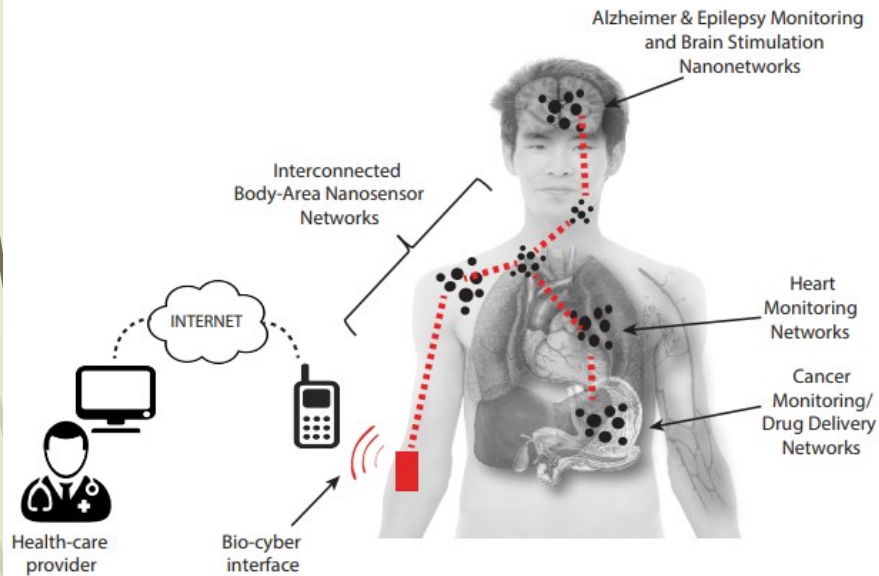 Alzheimer & Epilepsy Monitoring
and Brain Stimulation
Nanonetworks
Interconnected
Body-Area Nanosensor
Networks
INTERNET
Heart
Monitoring
Networks
Cancer
Monitoring/
Drug Delivery
Networks
Health-care
provider
Bio-cyber
interface